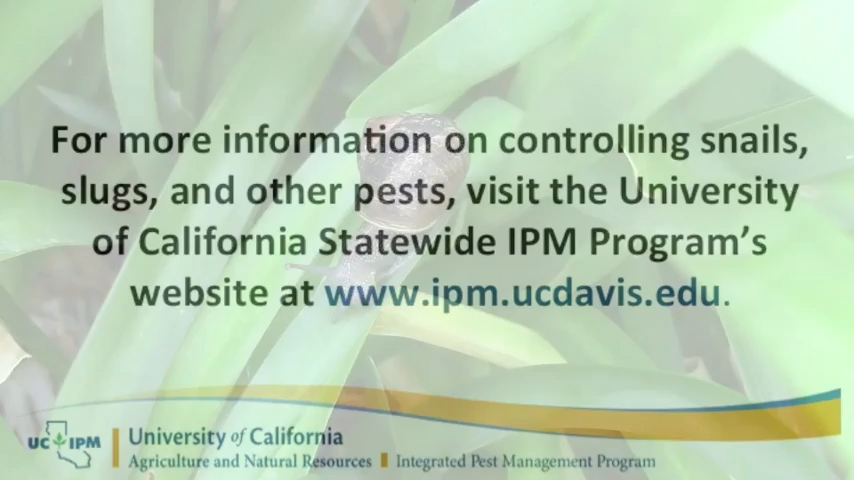 For more information on controlling snails,
slugs, and other pests, visit the University
of California Statewide IPM Program’s
website at www.ipm.ucdavis.edu.
UC IPM
University of California
Agriculture and Natural Resources Integrated Pest Management Program